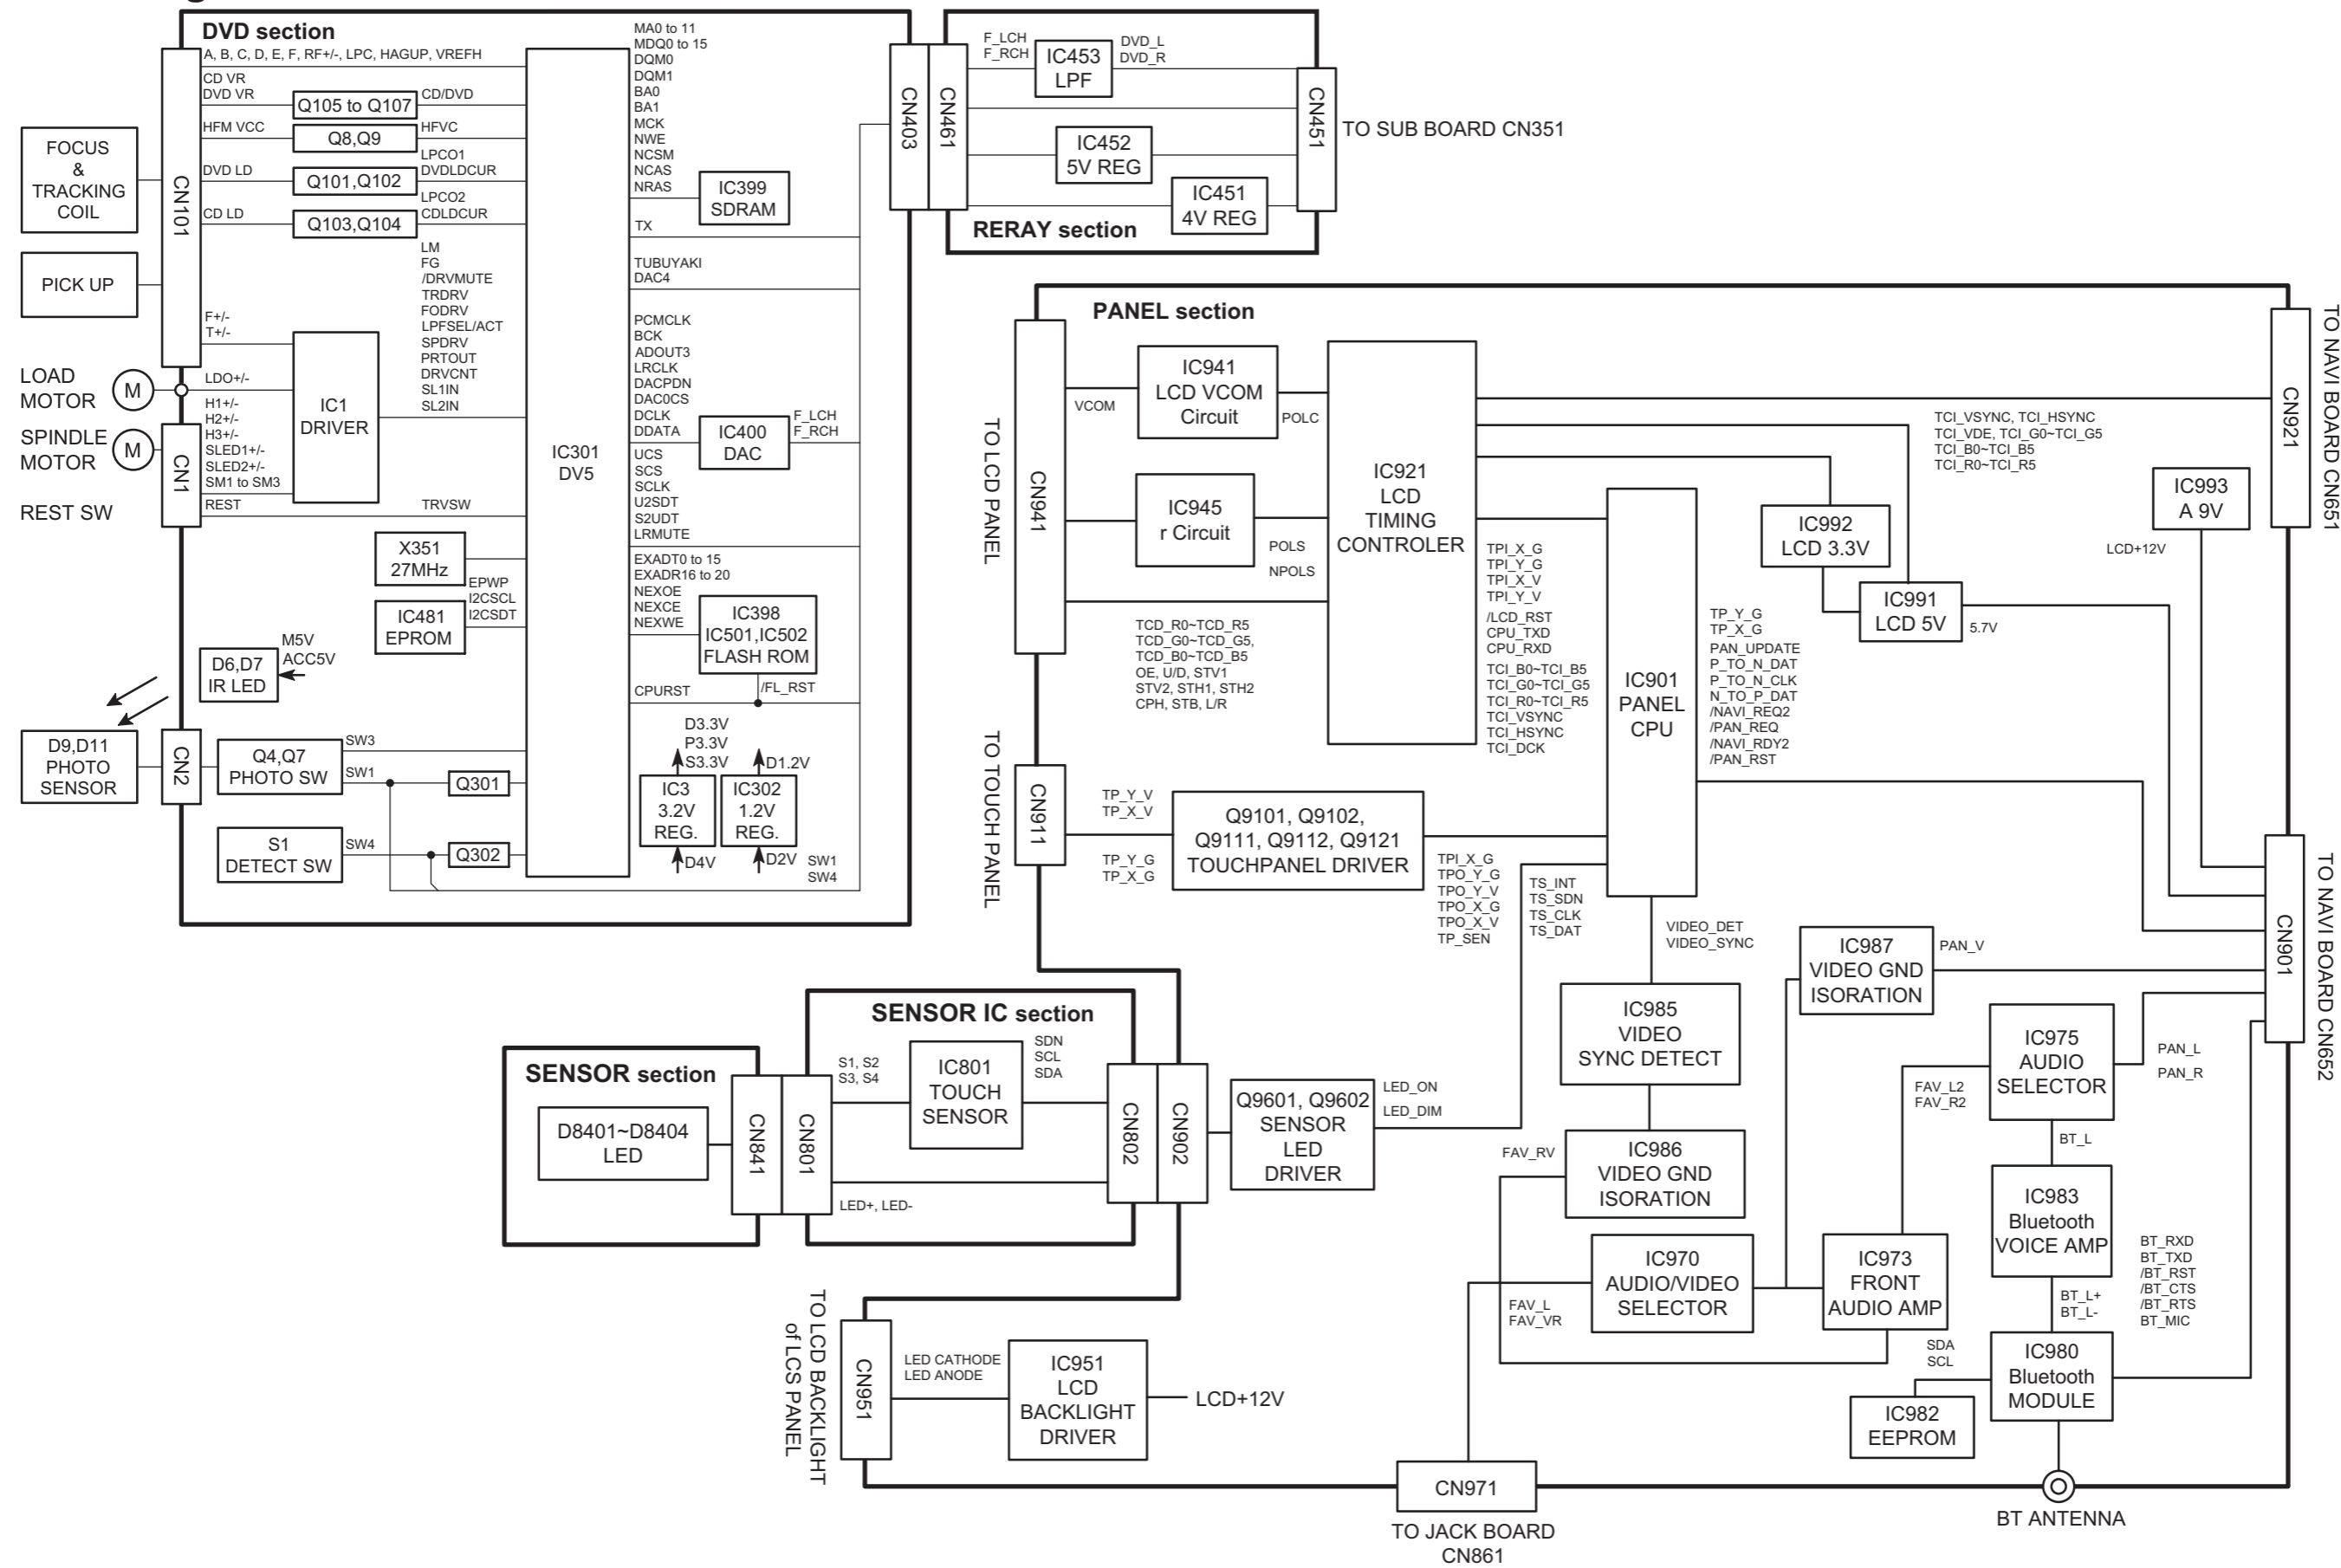 DVD section
A, B, C, D, E, F, RF+/-, LPC, HAGUP, VREFH
CD VR
DVD VR
Q105 to Q107
CD/DVD
HFM VCC
Q8,Q9
HFVC
LPCO1
DVD LD
Q101,Q102
DVDLDCUR
LPCO2
CD LD
Q103,Q104
CDLDCUR
FOCUS
&
TRACKING
COIL
PICK UP
CN101
LM
FG
/DRVMUTE
TRDRV
FODRV
LPFSEL/ACT
SPDRV
PRTOUT
DRVCNT
SL1IN
SL2IN
F+/-
T+/-
LOAD
MOTOR
M
LDO+/-
H1+/-
H2+/-
H3+/-
SLED1+/-
SLED2+/-
SM1 to SM3
SPINDLE
MOTOR
M
CN1
IC1
DRIVER
REST SW
REST
TRVSW
X351
27MHz
EPWP
I2CSCL
I2CSDT
IC481
EPROM
M5V
ACC5V
D6,D7
IR LED
D9,D11
PHOTO
SENSOR
CN2
Q4,Q7
PHOTO SW
SW3
SW1
Q301
S1
DETECT SW
SW4
Q302
IC301
DV5
MA0 to 11
MDQ0 to 15
DQM0
DQM1
BA0
BA1
MCK
NWE
NCSM
NCAS
NRAS
IC399
SDRAM
TX
TUBUYAKI
DAC4
PCMCLK
BCK
ADOUT3
LRCLK
DACPDN
DAC0CS
DCLK
DDATA
IC400
DAC
F_LCH
F_RCH
UCS
SCS
SCLK
U2SDT
S2UDT
LRMUTE
EXADT0 to 15
EXADR16 to 20
NEXOE
NEXCE
NEXWE
IC398
IC501,IC502
FLASH ROM
CPURST
/FL_RST
D3.3V
P3.3V
S3.3V
D1.2V
IC3
3.2V
REG.
IC302
1.2V
REG.
D4V
D2V
SW1
SW4
CN403
CN461
F_LCH
F_RCH
IC453
LPF
DVD_L
DVD_R
IC452
5V REG
IC451
4V REG
RERAY section
CN451
TO SUB BOARD CN351
PANEL section
TO LCD PANEL
CN941
VCOM
IC941
LCD VCOM
Circuit
POLC
IC945
r Circuit
POLS
NPOLS
TCD_R0~TCD_R5
TCD_G0~TCD_G5,
TCD_B0~TCD_B5
OE, U/D, STV1
STV2, STH1, STH2
CPH, STB, L/R
IC921
LCD
TIMING
CONTROLER
TPI_X_G
TPI_Y_G
TPI_X_V
TPI_Y_V
/LCD_RST
CPU_TXD
CPU_RXD
TCI_B0~TCI_B5
TCI_G0~TCI_G5
TCI_R0~TCI_R5
TCI_VSYNC
TCI_HSYNC
TCI_DCK
IC901
PANEL
CPU
TCI_VSYNC, TCI_HSYNC
TCI_VDE, TCI_G0~TCI_G5
TCI_B0~TCI_B5
TCI_R0~TCI_R5
CN921
TO NAVI BOARD CN651
IC993
A 9V
LCD+12V
IC992
LCD 3.3V
IC991
LCD 5V
5.7V
TP_Y_G
TP_X_G
PAN_UPDATE
P_TO_N_DAT
P_TO_N_CLK
N_TO_P_DAT
/NAVI_REQ2
/PAN_REQ
/NAVI_RDY2
/PAN_RST
TO TOUCH PANEL
CN911
TP_Y_V
TP_X_V
TP_Y_G
TP_X_G
Q9101, Q9102,
Q9111, Q9112, Q9121
TOUCHPANEL DRIVER
TPI_X_G
TPO_Y_G
TPO_Y_V
TPO_X_G
TPO_X_V
TP_SEN
TS_INT
TS_SDN
TS_CLK
TS_DAT
VIDEO_DET
VIDEO_SYNC
IC987
VIDEO GND
ISORATION
PAN_V
CN901
TO NAVI BOARD CN652
IC985
VIDEO
SYNC DETECT
IC975
AUDIO
SELECTOR
PAN_L
PAN_R
FAV_L2
FAV_R2
BT_L
SENSOR IC section
SENSOR section
D8401~D8404
LED
CN841
CN801
S1, S2
S3, S4
IC801
TOUCH
SENSOR
SDN
SCL
SDA
LED+, LED-
CN802
CN902
Q9601, Q9602
SENSOR
LED
DRIVER
LED_ON
LED_DIM
FAV_RV
IC986
VIDEO GND
ISORATION
IC983
Bluetooth
VOICE AMP
BT_RXD
BT_TXD
/BT_RST
/BT_CTS
/BT_RTS
BT_MIC
BT_L+
BT_L-
IC970
AUDIO/VIDEO
SELECTOR
FAV_L
FAV_VR
IC973
FRONT
AUDIO AMP
SDA
SCL
IC980
Bluetooth
MODULE
IC982
EEPROM
TO LCD BACKLIGHT
of LCS PANEL
CN951
LED CATHODE
LED ANODE
IC951
LCD
BACKLIGHT
DRIVER
LCD+12V
CN971
TO JACK BOARD
CN861
BT ANTENNA